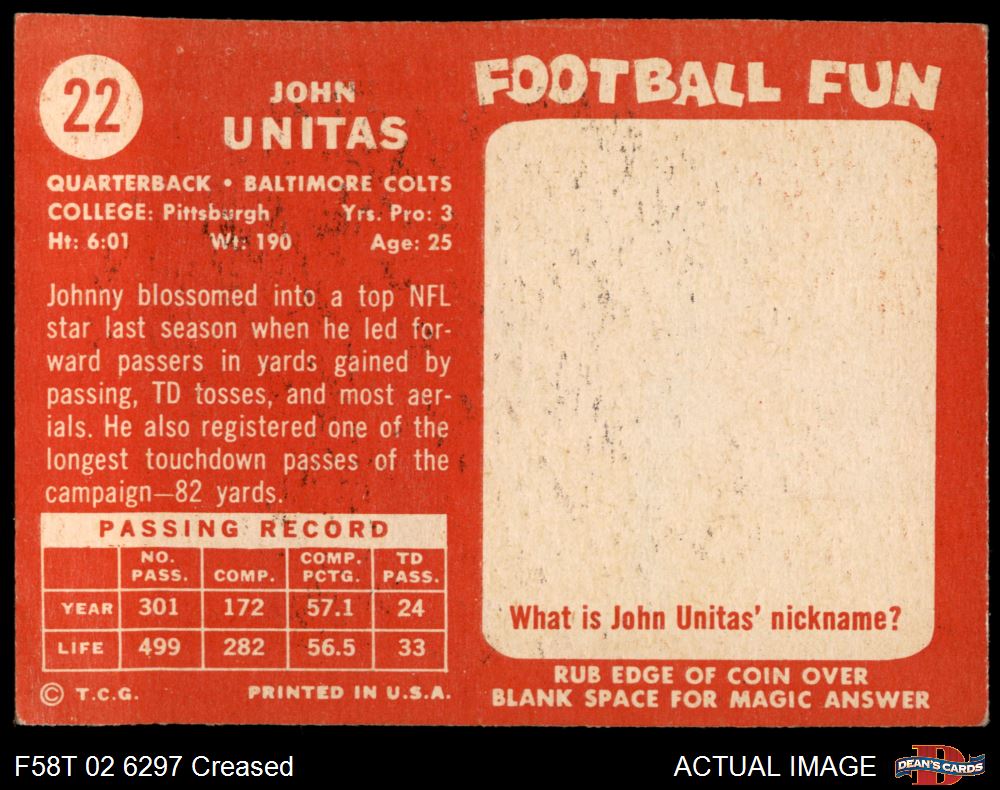 22
JOHN
UNITAS
QUARTERBACK • BALTIMORE COLTS
COLLEGE: Pittsburgh Yrs. Pro: 3
Ht: 6:01 Wt: 190 Age: 25
Johnny blossomed into a top NFL
star last season when he led for-
ward passers in yards gained by
passing, TD tosses, and most aer-
ials. He also registered one of the
longest touchdown passes of the
campaign—82 yards.
PASSING RECORD
NO. PASS. COMP. COMP. PCTG. TD PASS.
YEAR 301 172 57.1 24
LIFE 499 282 56.5 33
© T.C.G. PRINTED IN U.S.A.
FOOTBALL FUN
What is John Unitas' nickname?
RUB EDGE OF COIN OVER
BLANK SPACE FOR MAGIC ANSWER
F58T 02 6297 Creased
ACTUAL IMAGE
D
DEAN'S CARDS